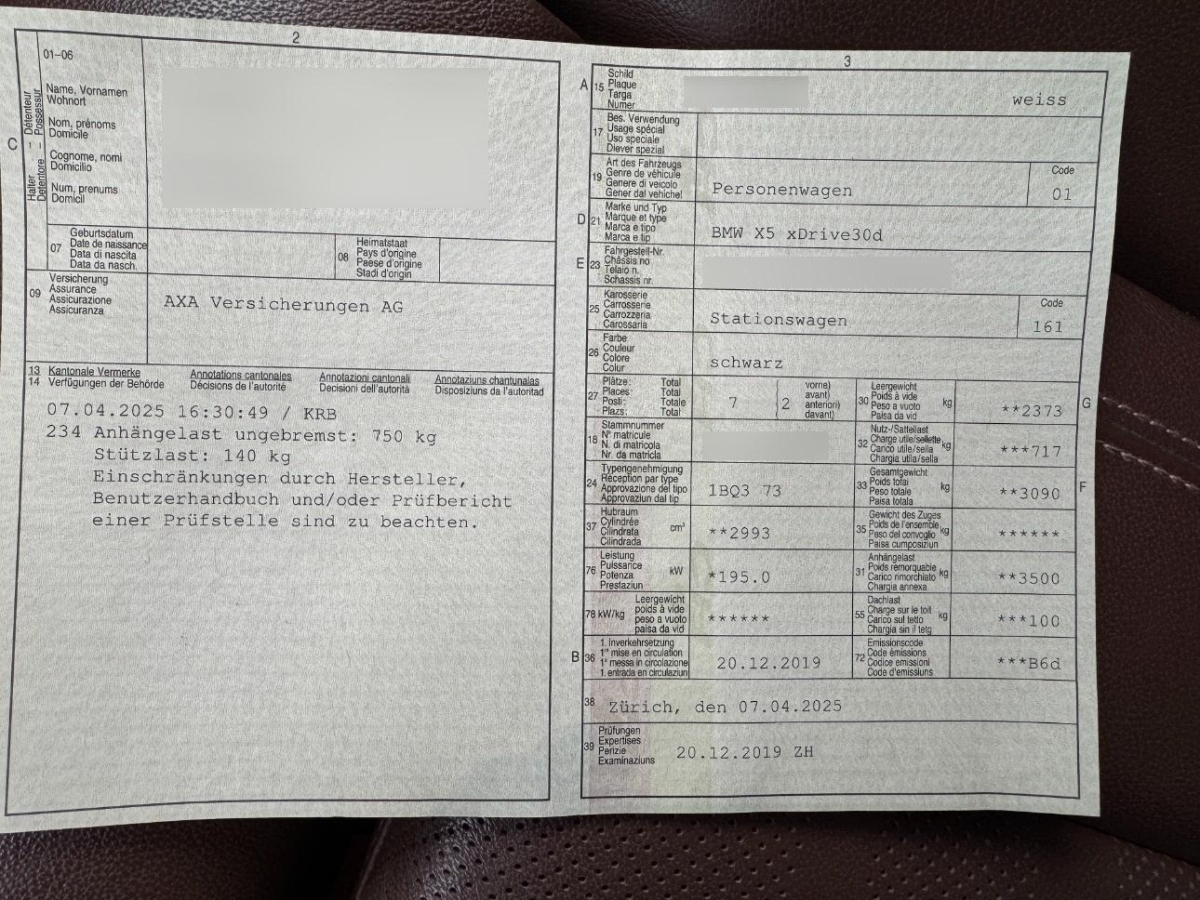 2
01-06
Halter - Détenteur
Detentore - Possessur
C
Name, Vornamen
Wohnort
Nom, prénoms
Domicile
Cognome, nomi
Domicilio
Num, prenums
Domicil
07
Geburtsdatum
Date de naissance
Data di nascita
Data da nasch.
08
Heimatstaat
Pays d'origine
Paese d'origine
Stadi d'origin
09
Versicherung
Assurance
Assicurazione
Assicuranza
AXA Versicherungen AG
13 Kantonale Vermerke Annotations cantonales Annotazioni cantonali Annotaziuns chantunalas
14 Verfügungen der Behörde Décisions de l'autorité Decisioni dell'autorità Disposiziuns da l'autoritad
07.04.2025 16:30:49 / KRB
234 Anhängelast ungebremst: 750 kg
Stützlast: 140 kg
Einschränkungen durch Hersteller,
Benutzerhandbuch und/oder Prüfbericht
einer Prüfstelle sind zu beachten.
3
A 15
Schild
Plaque
Targa
Numer
weiss
17
Bes. Verwendung
Usage spécial
Uso speciale
Diever spezial
19
Art des Fahrzeugs
Genre de véhicule
Genere di veicolo
Gener dal vehichel
Personenwagen
Code
01
D 21
Marke und Typ
Marque et type
Marca e tipo
Marca e tip
BMW X5 xDrive30d
E 23
Fahrgestell-Nr.
Châssis no
Telaio n.
Schassis nr.
25
Karosserie
Carrosserie
Carrozzeria
Carossaria
Stationswagen
Code
161
26
Farbe
Couleur
Colore
Colur
schwarz
27
Plätze: Total
Places: Total
Posti: Totale
Plazs: Total
7
2
vorne)
avant)
anteriori)
davant)
30
Leergewicht
Poids à vide
Peso a vuoto
Paisa da vid
kg
**2373
G
18
Stammnummer
N° matricule
N. di matricola
Nr. da matricla
32
Nutz-/Sattellast
Charge utile/sellette
Carico utile/sella
Chargia utila/sella
kg
***717
24
Typengenehmigung
Réception par type
Approvazione del tipo
Approvaziun dal tip
1BQ3 73
33
Gesamtgewicht
Poids total
Peso totale
Paisa totala
kg
**3090
F
37
Hubraum
Cylindrée
Cilindrata
Cilindrada
cm³
**2993
35
Gewicht des Zuges
Poids de l'ensemble
Peso del convoglio
Paisa cumposiziun
kg
******
76
Leistung
Puissance
Potenza
Prestaziun
kW
*195.0
31
Anhängelast
Poids remorquable
Carico rimorchiato
Chargia annexa
kg
**3500
78 kW/kg
Leergewicht
poids à vide
peso a vuoto
paisa da vid
******
55
Dachlast
Charge sur le toit
Carico sul tetto
Chargia sin il tetg
kg
***100
B 36
1. Inverkehrsetzung
1re mise en circulation
1a messa in circolazione
1. entrada en circulaziun
20.12.2019
72
Emissionscode
Code émissions
Codice emissioni
Code d'emissiuns
***B6d
38
Zürich, den 07.04.2025
39
Prüfungen
Expertises
Perizie
Examinaziuns
20.12.2019 ZH